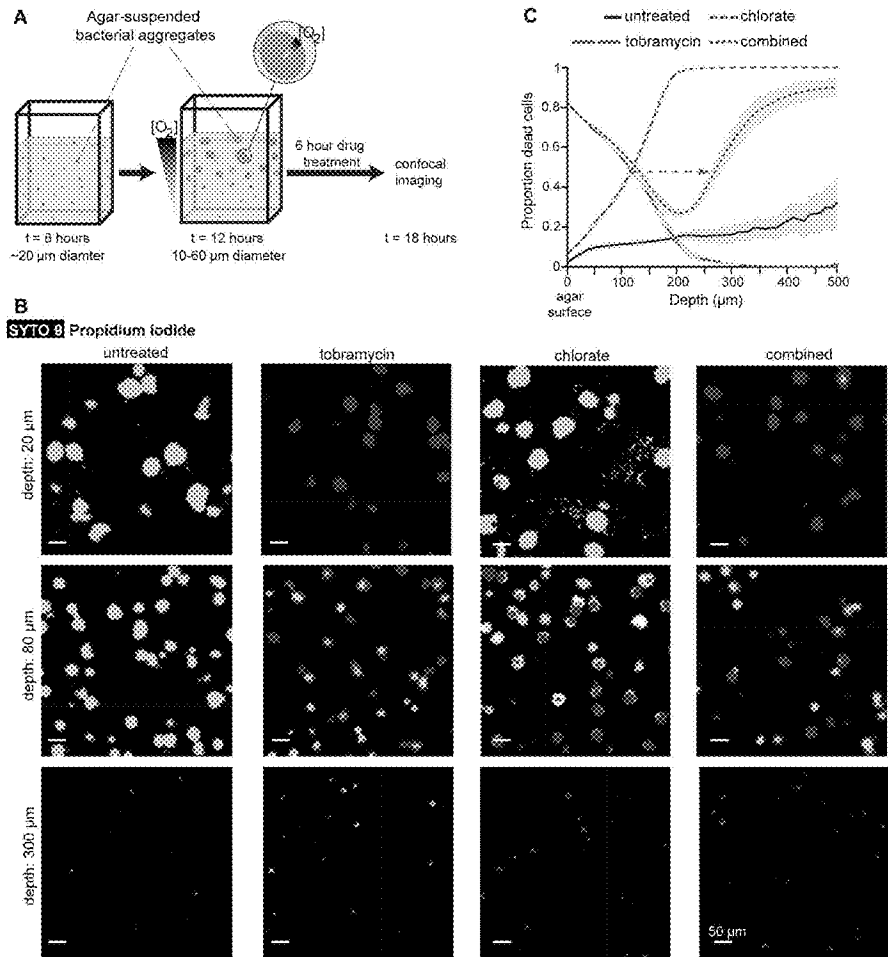 A
Agar-suspended
bacterial aggregates
[O₂]
[O₂]
6 hour drug
treatment
confocal
imaging
t = 8 hours
~20 µm diamter
t = 12 hours
10-60 µm diameter
t = 18 hours
C
untreated
chlorate
tobramycin
combined
Proportion dead cells
1
0.8
0.6
0.4
0.2
0
0
100
200
300
400
500
agar
surface
Depth (µm)
B
SYTO 9 Propidium iodide
untreated
tobramycin
chlorate
combined
depth: 20 µm
depth: 80 µm
depth: 300 µm
50 µm